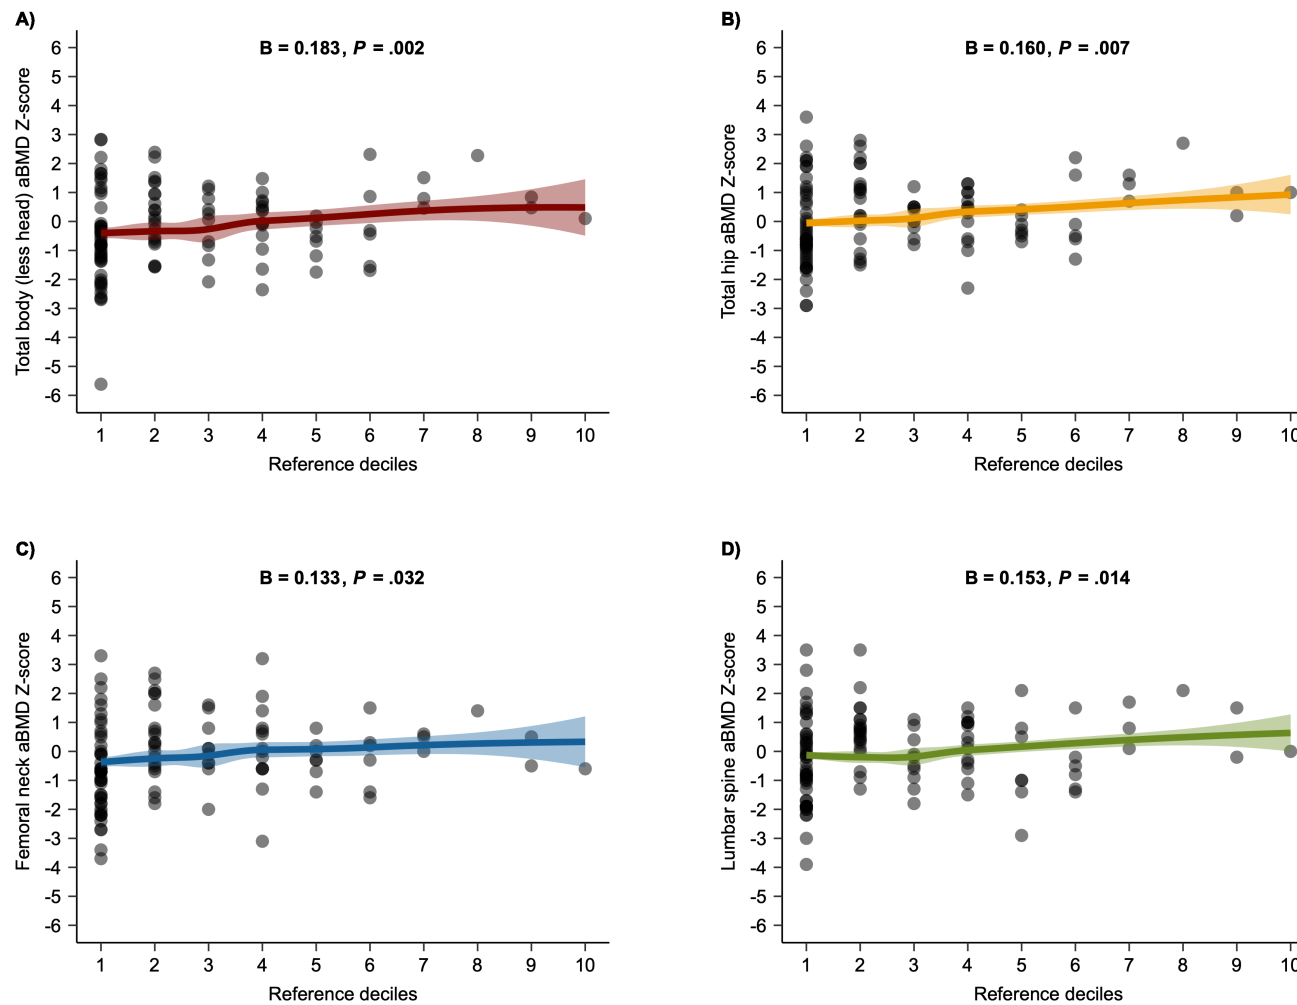 A)
B = 0.183, P = .002
Total body (less head) aBMD Z-score
6
5
4
3
2
1
0
-1
-2
-3
-4
-5
-6
1 2 3 4 5 6 7 8 9 10
Reference deciles
B)
B = 0.160, P = .007
Total hip aBMD Z-score
6
5
4
3
2
1
0
-1
-2
-3
-4
-5
-6
1 2 3 4 5 6 7 8 9 10
Reference deciles
C)
B = 0.133, P = .032
Femoral neck aBMD Z-score
6
5
4
3
2
1
0
-1
-2
-3
-4
-5
-6
1 2 3 4 5 6 7 8 9 10
Reference deciles
D)
B = 0.153, P = .014
Lumbar spine aBMD Z-score
6
5
4
3
2
1
0
-1
-2
-3
-4
-5
-6
1 2 3 4 5 6 7 8 9 10
Reference deciles